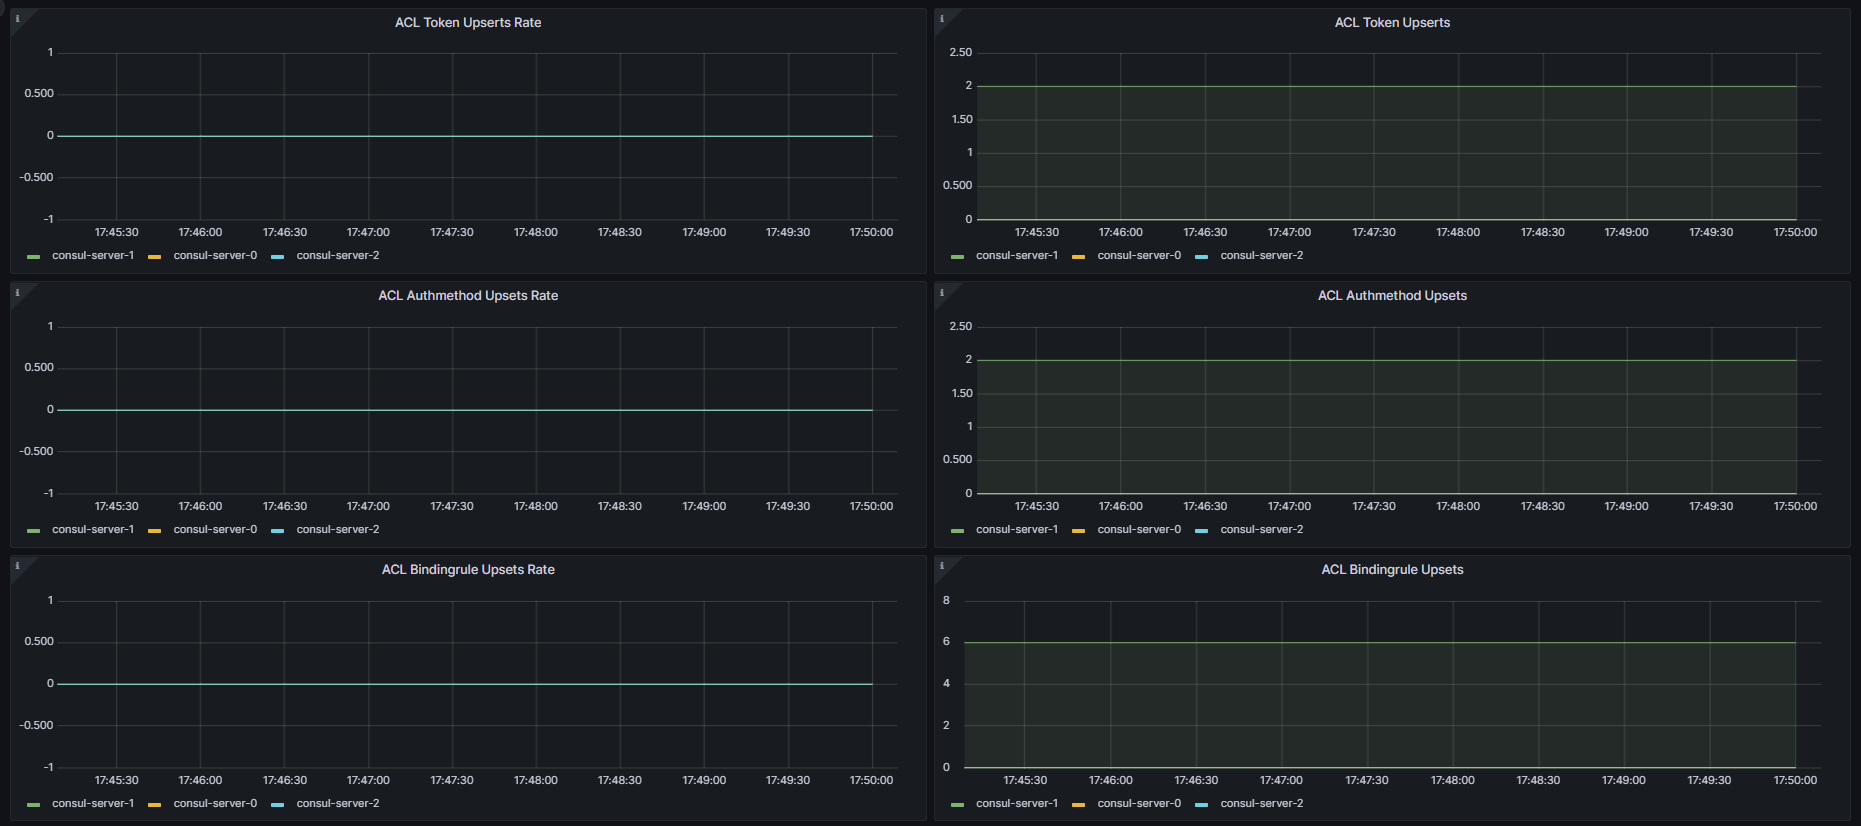 ACL Token Upserts Rate
1
0.500
0
-0.500
-1
17:45:30 17:46:00 17:46:30 17:47:00 17:47:30 17:48:00 17:48:30 17:49:00 17:49:30 17:50:00
consul-server-1 consul-server-0 consul-server-2
ACL Token Upserts
2.50
2
1.50
1
0.500
0
17:45:30 17:46:00 17:46:30 17:47:00 17:47:30 17:48:00 17:48:30 17:49:00 17:49:30 17:50:00
consul-server-1 consul-server-0 consul-server-2
ACL Authmethod Upsets Rate
1
0.500
0
-0.500
-1
17:45:30 17:46:00 17:46:30 17:47:00 17:47:30 17:48:00 17:48:30 17:49:00 17:49:30 17:50:00
consul-server-1 consul-server-0 consul-server-2
ACL Authmethod Upsets
2.50
2
1.50
1
0.500
0
17:45:30 17:46:00 17:46:30 17:47:00 17:47:30 17:48:00 17:48:30 17:49:00 17:49:30 17:50:00
consul-server-1 consul-server-0 consul-server-2
ACL Bindingrule Upsets Rate
1
0.500
0
-0.500
-1
17:45:30 17:46:00 17:46:30 17:47:00 17:47:30 17:48:00 17:48:30 17:49:00 17:49:30 17:50:00
consul-server-1 consul-server-0 consul-server-2
ACL Bindingrule Upsets
8
6
4
2
0
17:45:30 17:46:00 17:46:30 17:47:00 17:47:30 17:48:00 17:48:30 17:49:00 17:49:30 17:50:00
consul-server-1 consul-server-0 consul-server-2